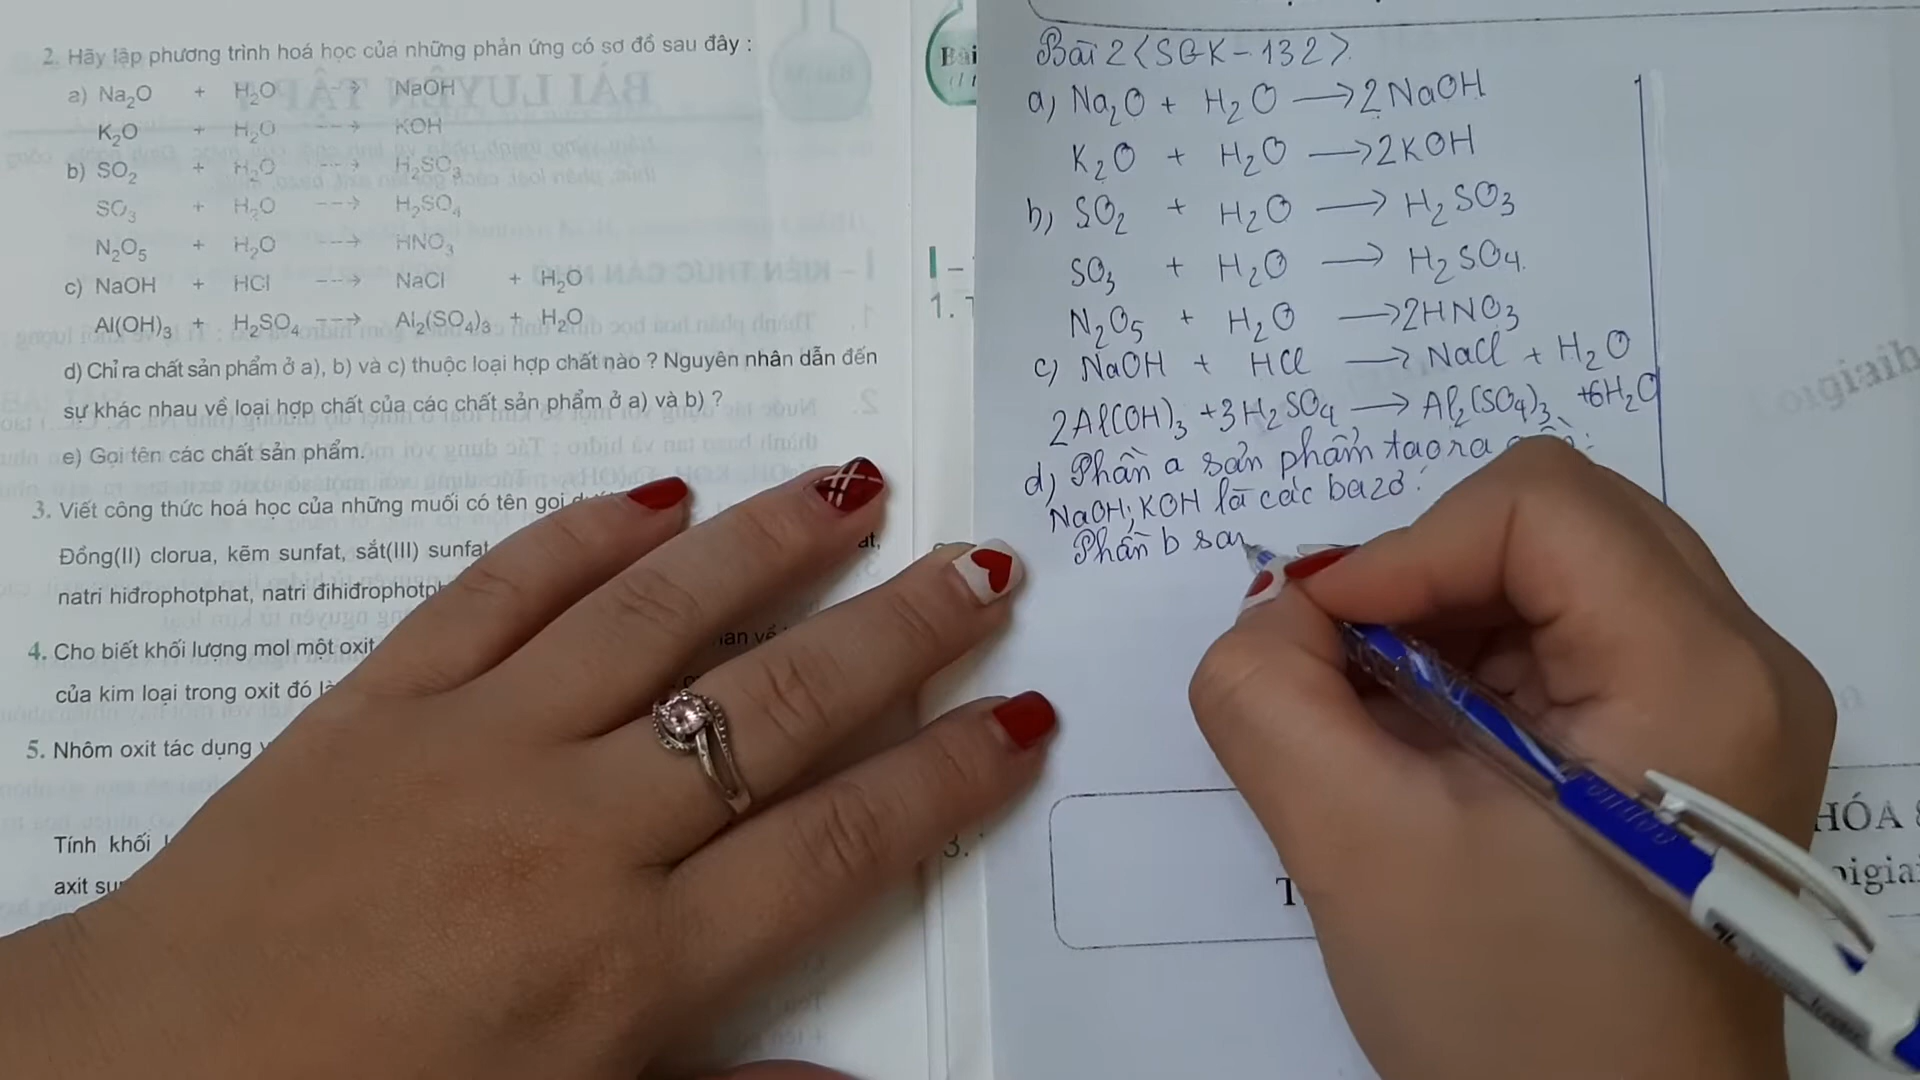 2. Hãy lập phương trình hoá học của những phản ứng có sơ đồ sau đây :
a) Na₂O + H₂O ---> NaOH
K₂O + H₂O ---> KOH
b) SO₂ + H₂O ---> H₂SO₃
SO₃ + H₂O ---> H₂SO₄
N₂O₅ + H₂O ---> HNO₃
c) NaOH + HCl ---> NaCl + H₂O
Al(OH)₃ + H₂SO₄ ---> Al₂(SO₄)₃ + H₂O
d) Chỉ ra chất sản phẩm ở a), b) và c) thuộc loại hợp chất nào ? Nguyên nhân dẫn đến
sự khác nhau về loại hợp chất của các chất sản phẩm ở a) và b) ?
e) Gọi tên các chất sản phẩm.
3. Viết công thức hoá học của những muối có tên gọi
Đồng(II) clorua, kẽm sunfat, sắt(III) sunfat
natri hiđrophotphat, natri đihiđrophotph
4. Cho biết khối lượng mol một oxit
của kim loại trong oxit đó là
5. Nhôm oxit tác dụng
Tính khối
axit
Bài
I –
1.
3.
Bài 2 <SGK - 132>
a, Na₂O + H₂O → 2NaOH
K₂O + H₂O → 2KOH
b, SO₂ + H₂O → H₂SO₃
SO₃ + H₂O → H₂SO₄
N₂O₅ + H₂O → 2HNO₃
c, NaOH + HCl → NaCl + H₂O
2Al(OH)₃ + 3H₂SO₄ → Al₂(SO₄)₃ + 6H₂O
d, Phần a sản phẩm tạo ra
NaOH; KOH là các bazơ
Phần b san
HÓA
oigiai
Loigiaih